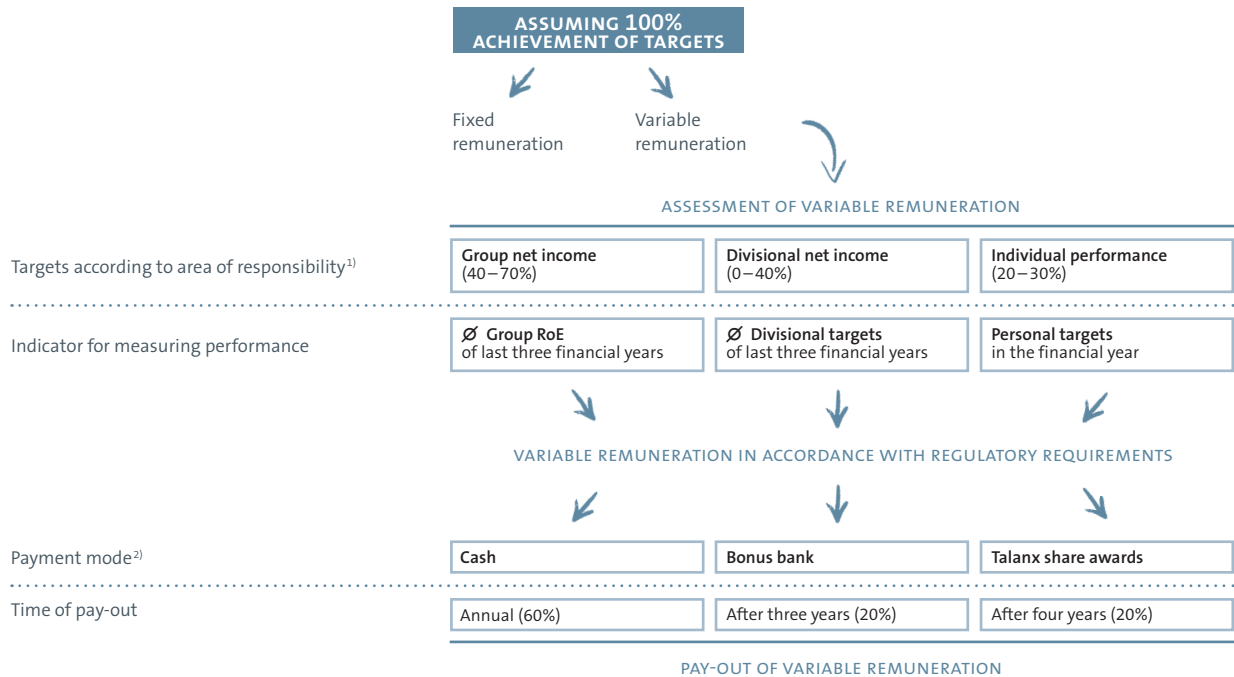 ASSUMING 100%
ACHIEVEMENT OF TARGETS
Fixed
remuneration
Variable
remuneration
ASSESSMENT OF VARIABLE REMUNERATION
Targets according to area of responsibility¹⁾
Group net income
(40–70%)
Divisional net income
(0–40%)
Individual performance
(20–30%)
Indicator for measuring performance
Ø Group RoE
of last three financial years
Ø Divisional targets
of last three financial years
Personal targets
in the financial year
VARIABLE REMUNERATION IN ACCORDANCE WITH REGULATORY REQUIREMENTS
Payment mode²⁾
Cash
Bonus bank
Talanx share awards
Time of pay-out
Annual (60%)
After three years (20%)
After four years (20%)
PAY-OUT OF VARIABLE REMUNERATION